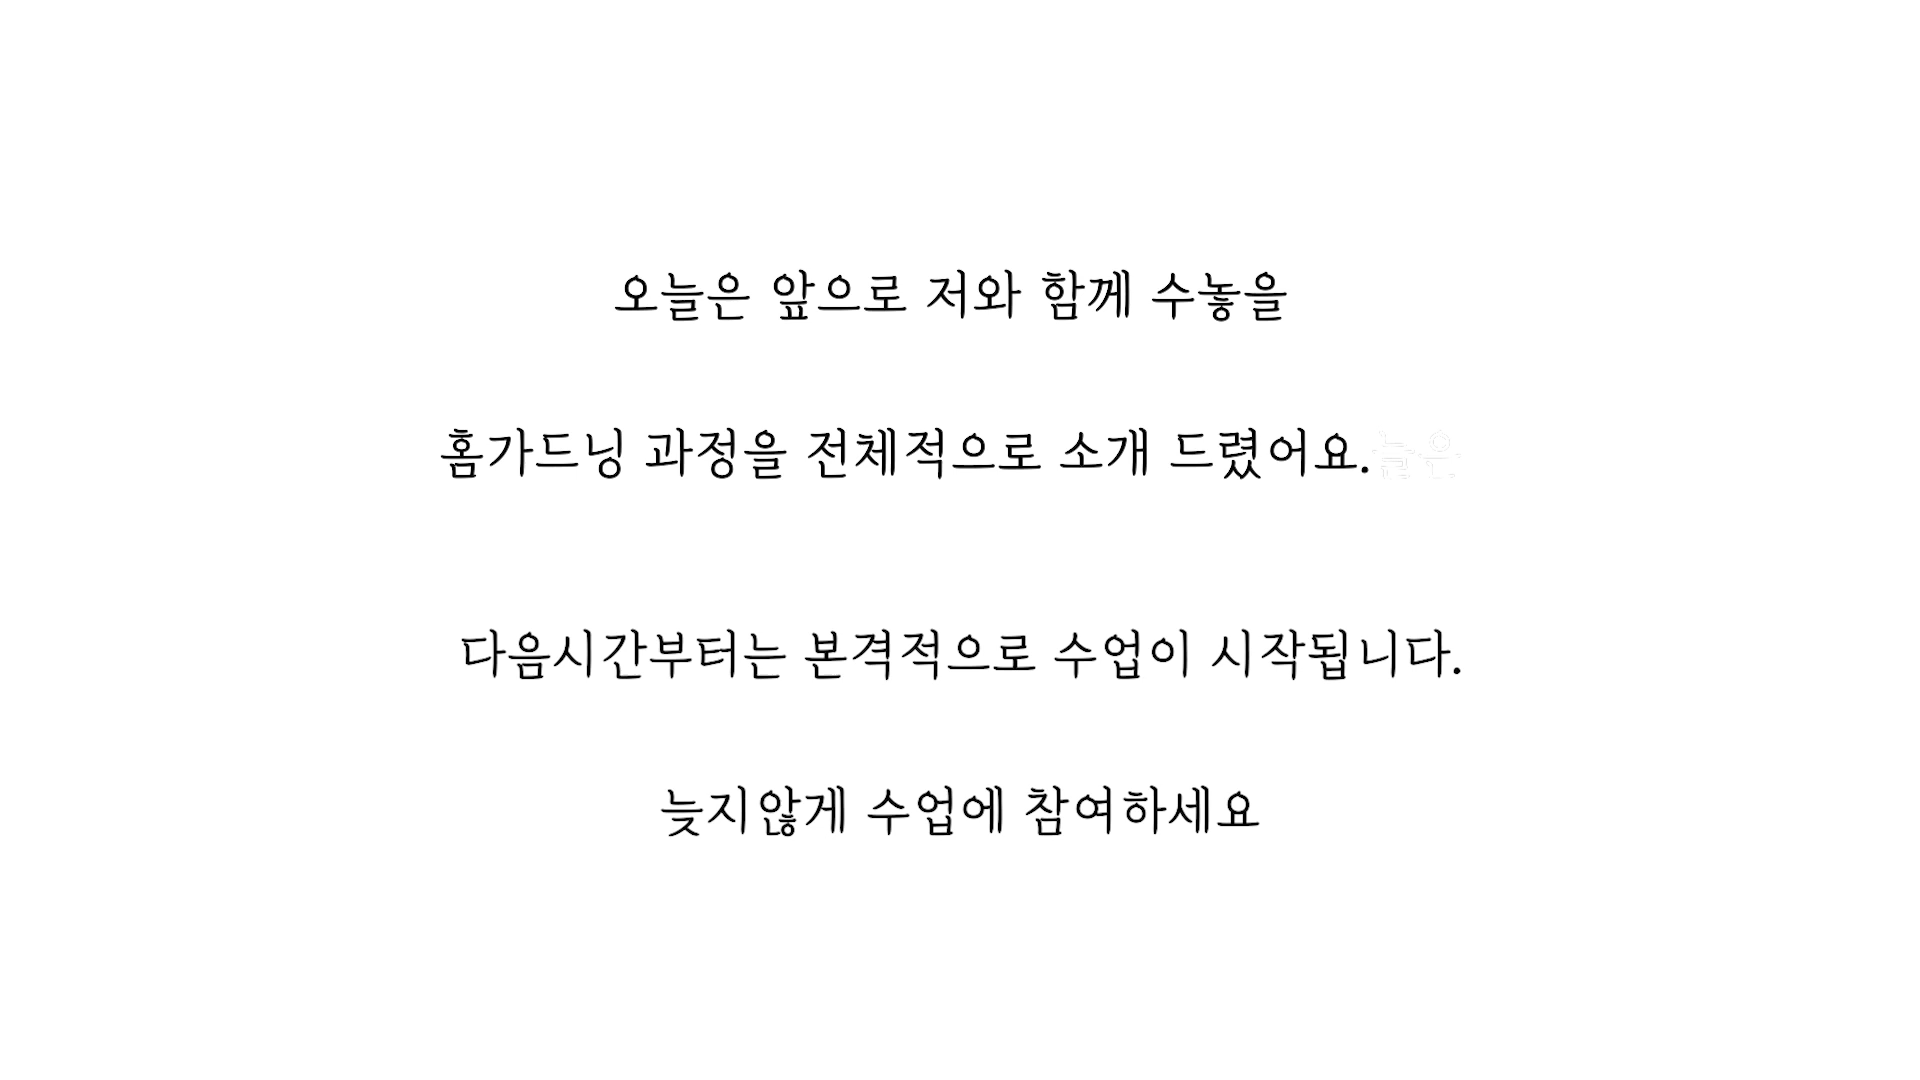 오늘은 앞으로 저와 함께 수놓을
홈가드닝 과정을 전체적으로 소개 드렸어요.
다음시간부터는 본격적으로 수업이 시작됩니다.
늦지않게 수업에 참여하세요